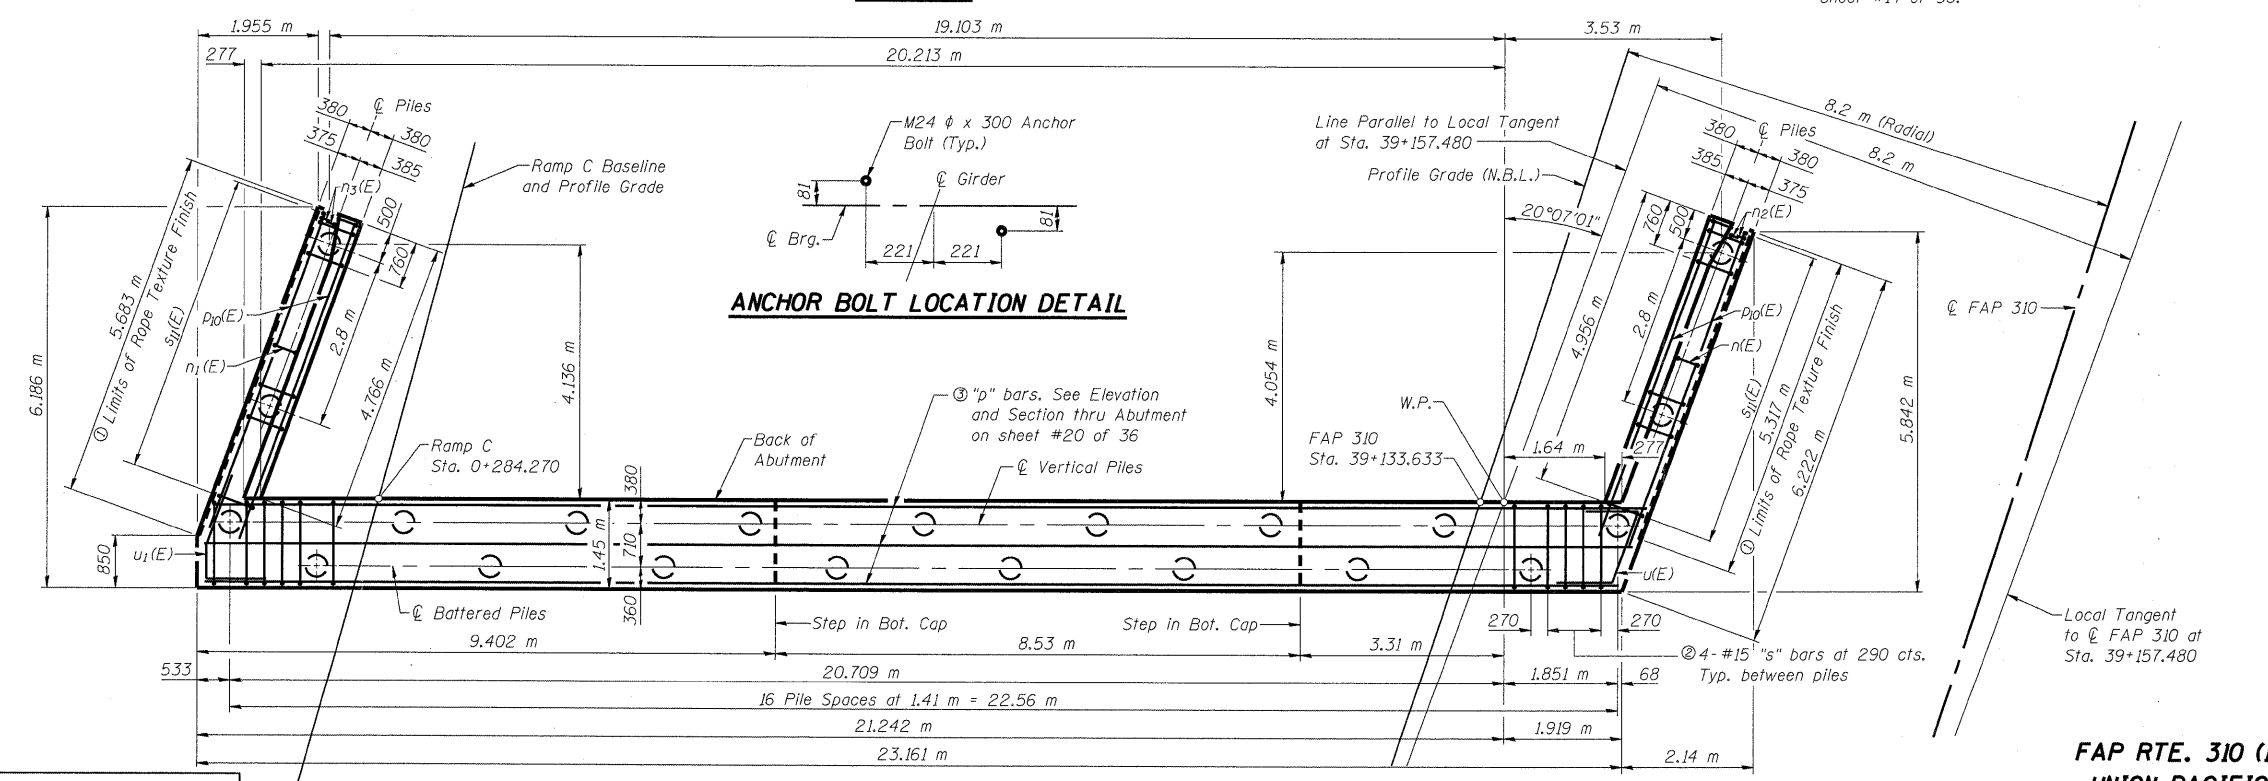 19.103 m
1.955 m
3.53 m
277
20.213 m
380
℄ Piles
375
380
385
n3(E)
500
760
Ramp C Baseline
and Profile Grade
M24 ϕ x 300 Anchor
Bolt (Typ.)
81
℄ Girder
℄ Brg.
81
221
221
ANCHOR BOLT LOCATION DETAIL
Line Parallel to Local Tangent
at Sta. 39+157.480
Profile Grade (N.B.L.)
20°07'01"
8.2 m (Radial)
8.2 m
380
℄ Piles
385
380
375
n2(E)
760
500
℄ FAP 310
6.186 m
5.683 m
① Limits of Rope Texture Finish
s11(E)
p10(E)
n1(E)
2.8 m
4.766 m
4.136 m
4.054 m
4.956 m
2.8 m
p10(E)
n(E)
s11(E)
5.317 m
① Limits of Rope Texture Finish
6.222 m
5.842 m
③ "p" bars. See Elevation
and Section thru Abutment
on sheet #20 of 36
W.P.
FAP 310
Sta. 39+133.633
1.64 m
277
Ramp C
Sta. 0+284.270
Back of
Abutment
℄ Vertical Piles
380
850
u1(E)
1.45 m
710
360
℄ Battered Piles
u(E)
Step in Bot. Cap
Step in Bot. Cap
270
270
Local Tangent
to ℄ FAP 310 at
Sta. 39+157.480
9.402 m
8.53 m
3.31 m
② 4- #15 "s" bars at 290 cts.
Typ. between piles
533
20.709 m
1.851 m
68
16 Pile Spaces at 1.41 m = 22.56 m
21.242 m
1.919 m
23.161 m
2.14 m
FAP RTE. 310 (